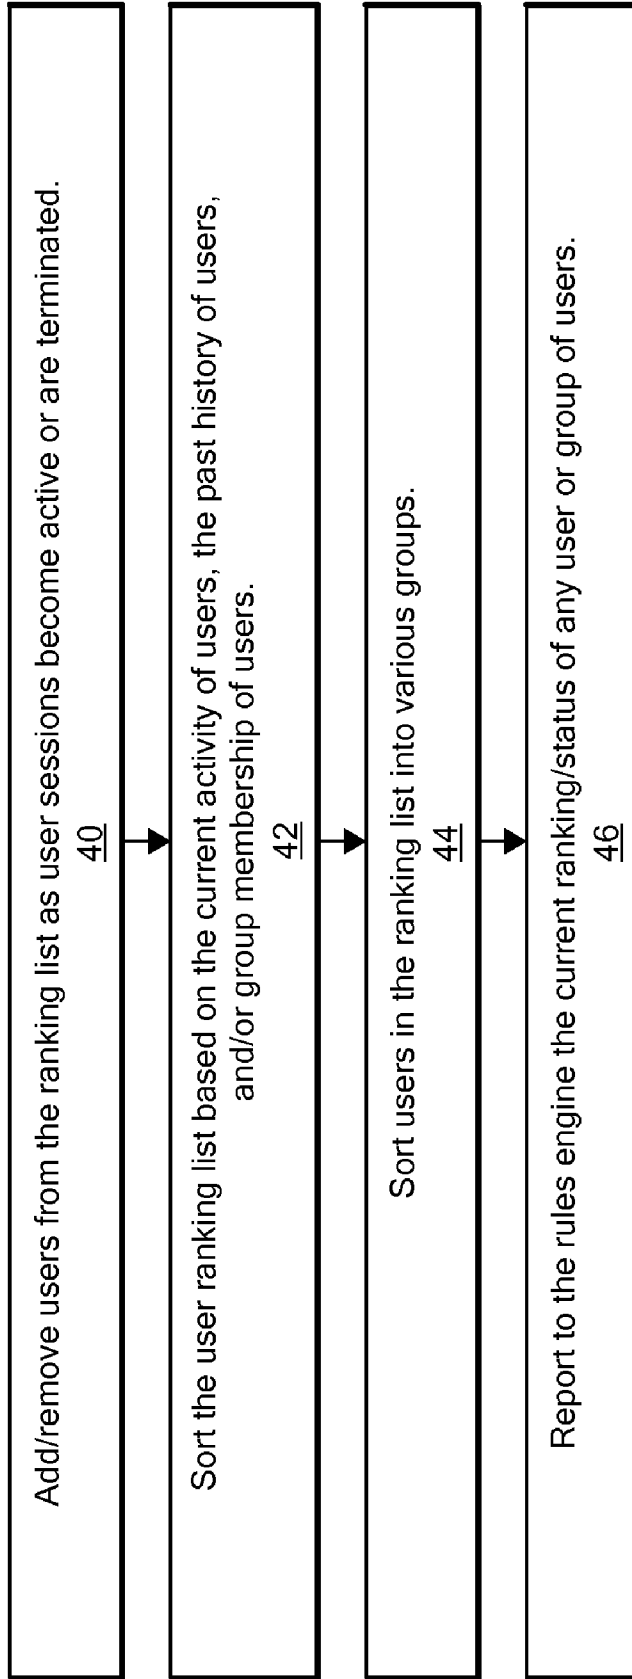 Add/remove users from the ranking list as user sessions become active or are terminated.
40
Sort the user ranking list based on the current activity of users, the past history of users,
and/or group membership of users.
42
Sort users in the ranking list into various groups.
44
Report to the rules engine the current ranking/status of any user or group of users.
46